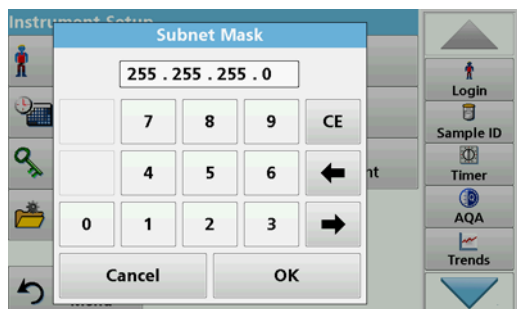 Instrument Setup
Subnet Mask
255 . 255 . 255 . 0
7 8 9 CE
4 5 6
0 1 2 3
Cancel OK
Login
Sample ID
Timer
AQA
Trends
nt
Menu